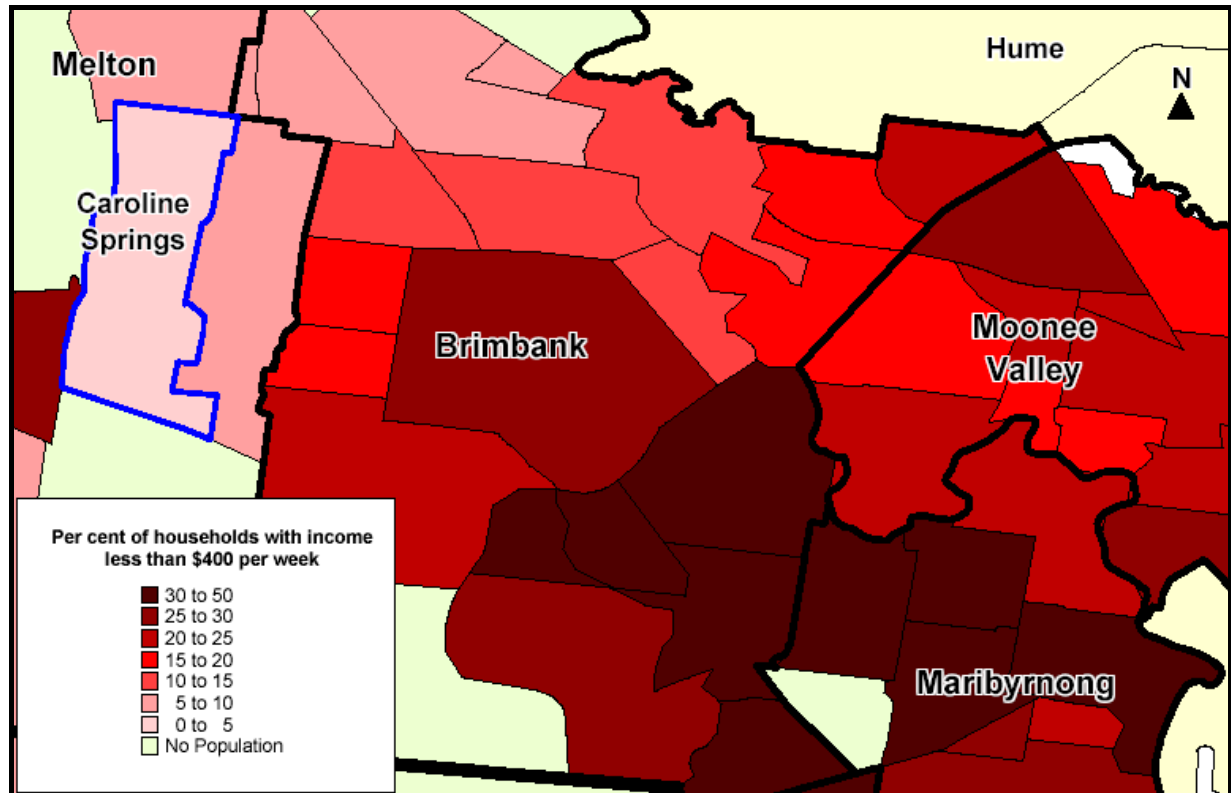 Hume
Melton
N
Caroline
Springs
Moonee
Valley
Brimbank
Maribyrnong
Per cent of households with income
less than $400 per week
30 to 50
25 to 30
20 to 25
15 to 20
10 to 15
5 to 10
0 to 5
No Population